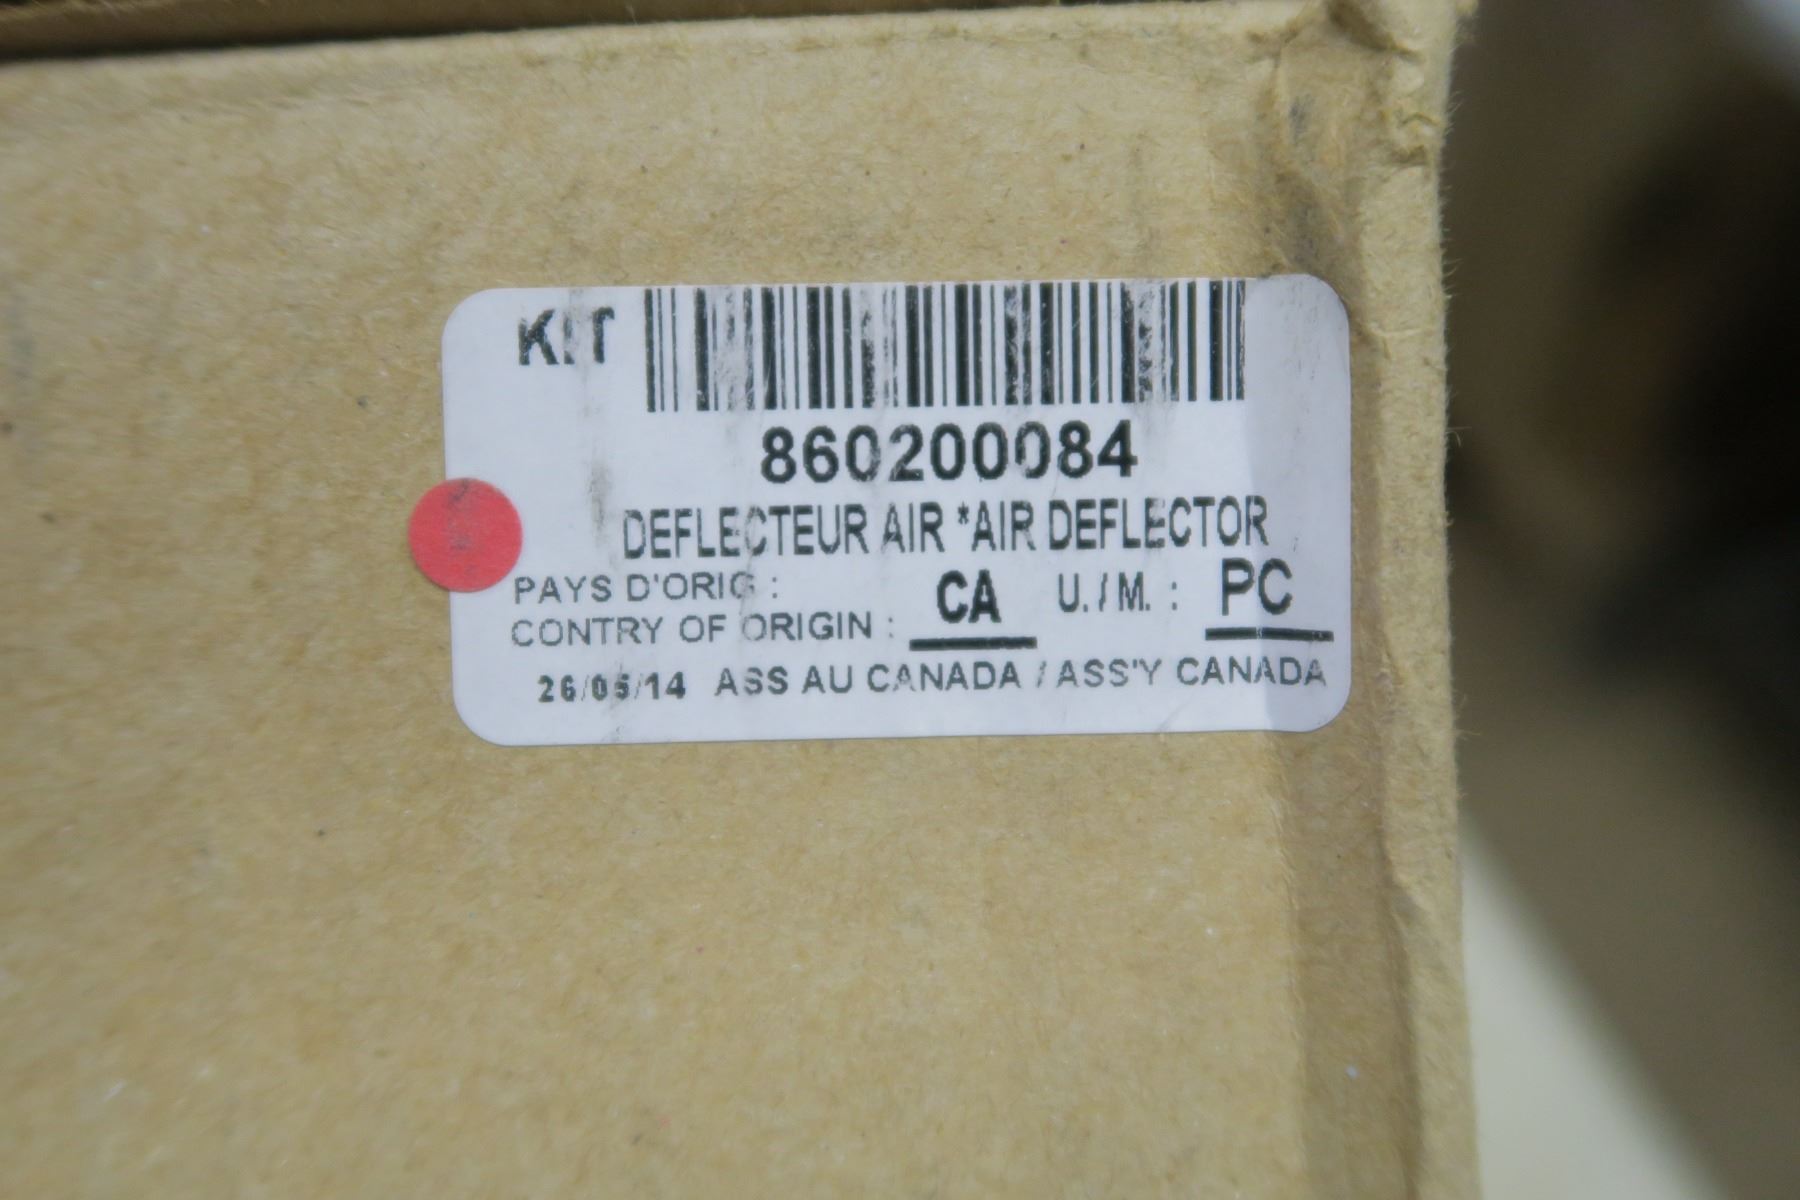 KIT
860200084
DEFLECTEUR AIR *AIR DEFLECTOR
PAYS D'ORIG :
CONTRY OF ORIGIN : CA U./M. : PC
26/05/14 ASS AU CANADA / ASS'Y CANADA